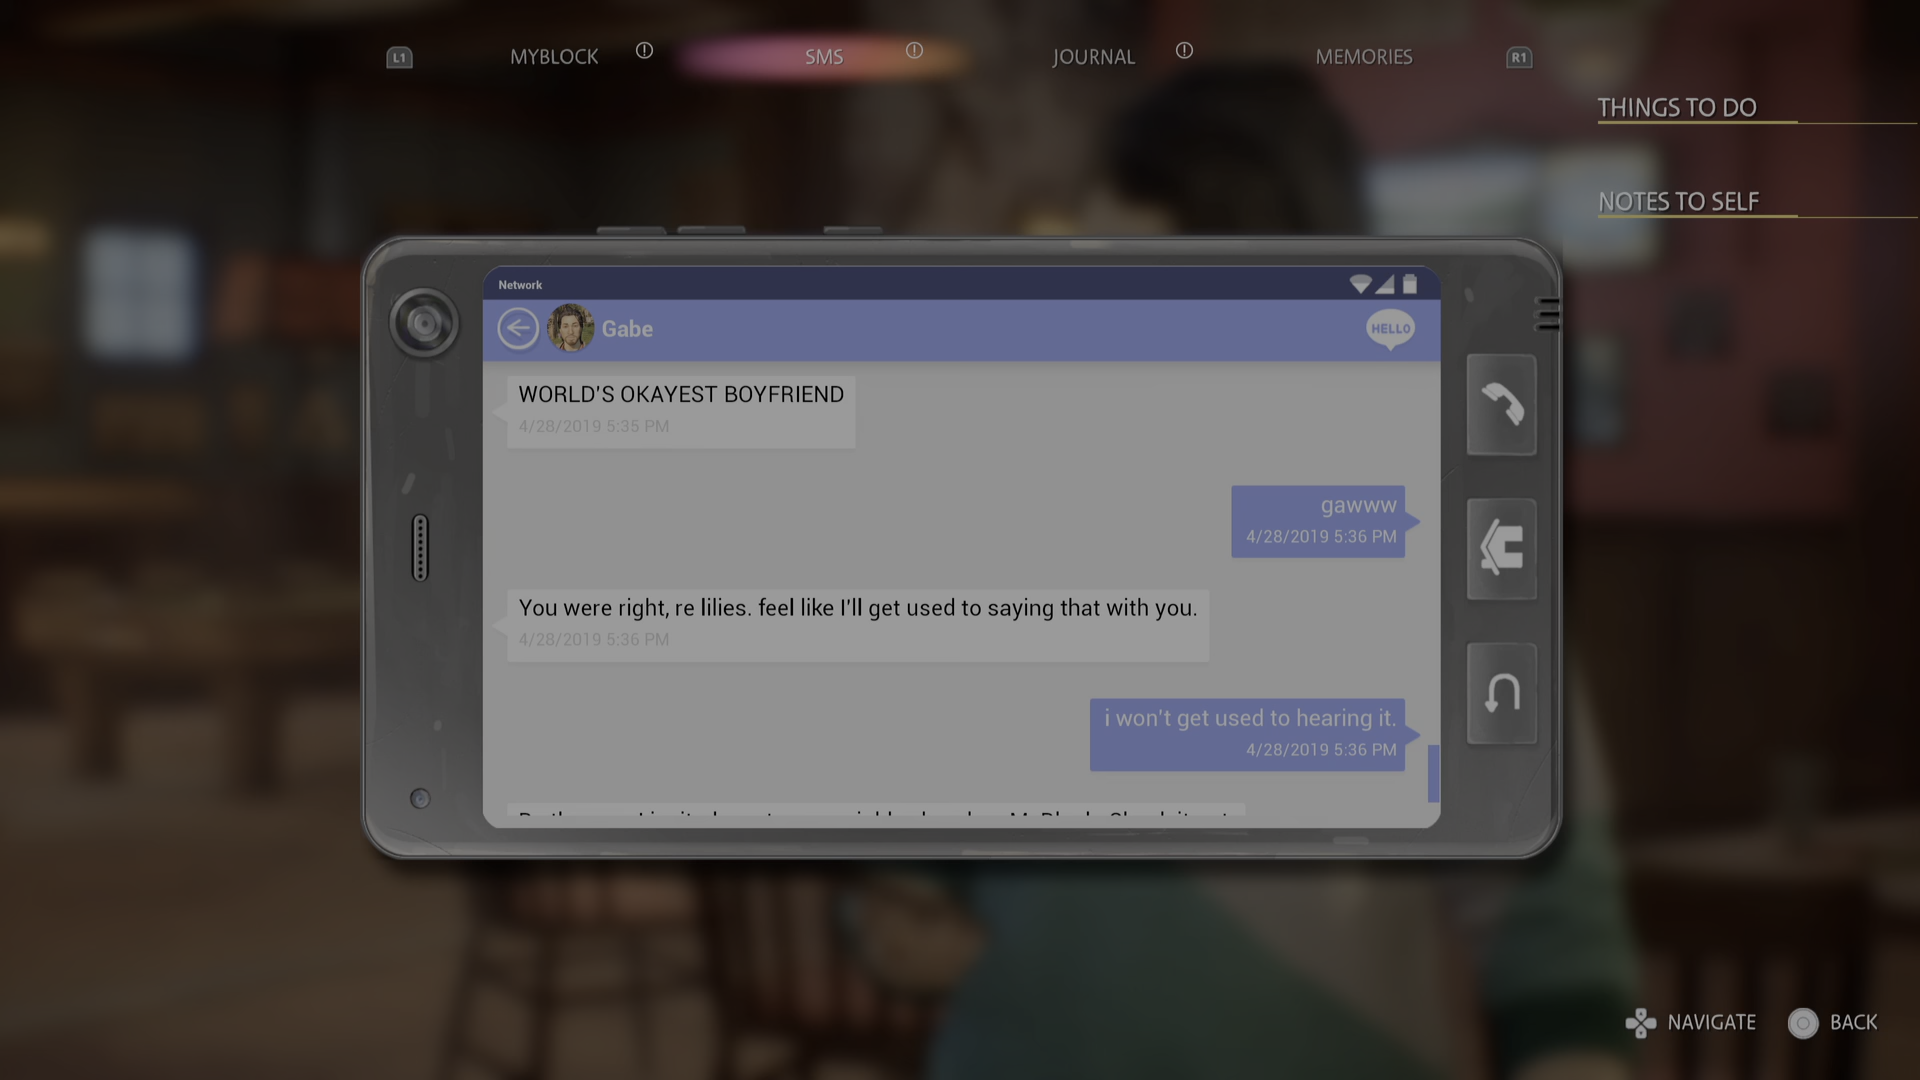 L1
MYBLOCK
SMS
JOURNAL
MEMORIES
R1
THINGS TO DO
NOTES TO SELF
Network
Gabe
HELLO
WORLD'S OKAYEST BOYFRIEND
4/28/2019 5:35 PM
gawww
4/28/2019 5:36 PM
You were right, re lilies. feel like I'll get used to saying that with you.
4/28/2019 5:36 PM
i won't get used to hearing it.
4/28/2019 5:36 PM
NAVIGATE
BACK